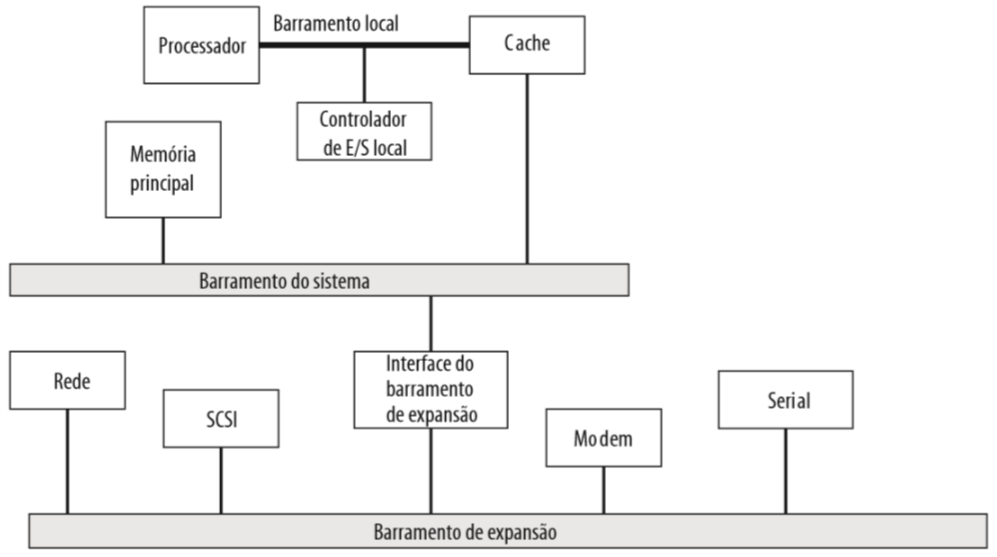 Barramento local
Processador
Cache
Controlador
de E/S local
Memória
principal
Barramento do sistema
Rede
SCSI
Interface do
barramento
de expansão
Modem
Serial
Barramento de expansão